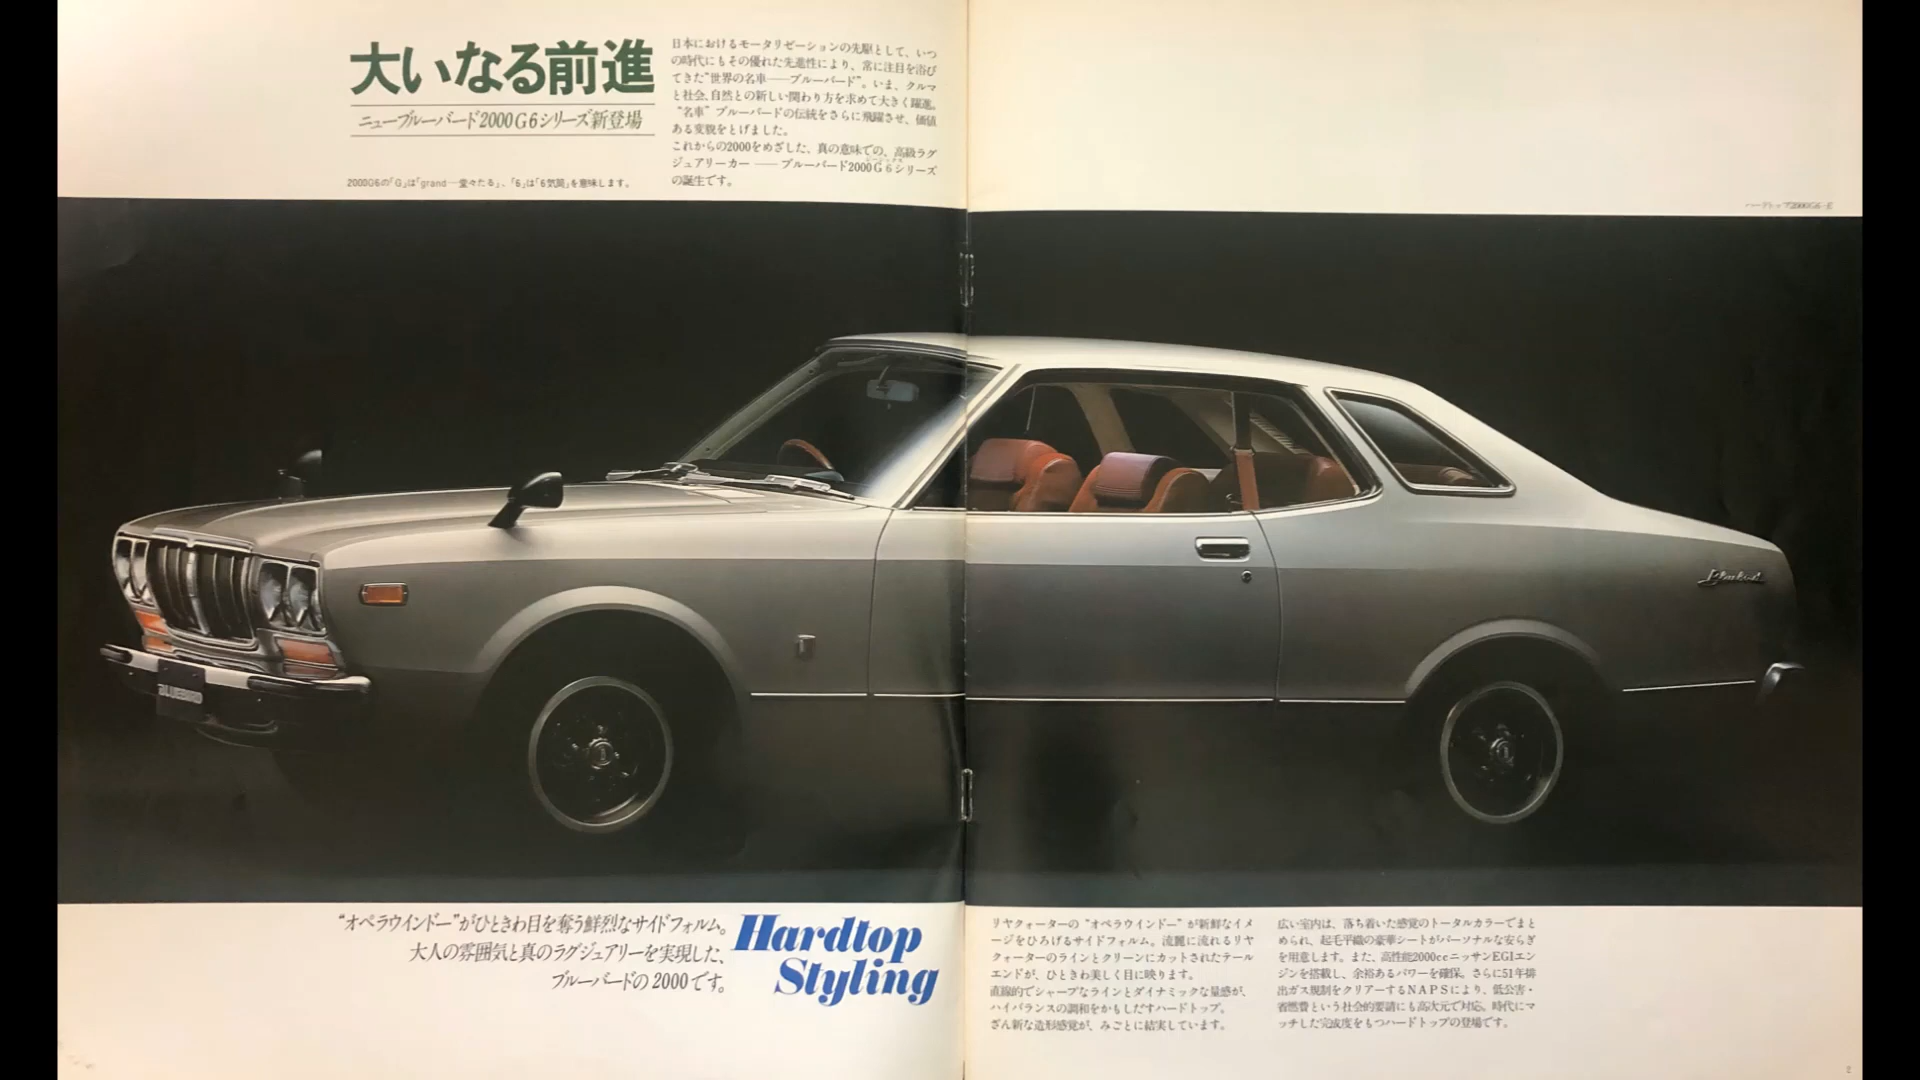 大いなる前進
ニューブルーバード2000G6シリーズ新登場
2000G6の「G」は「grand—堂々たる」、「6」は「6気筒」を意味します。
日本におけるモータリゼーションの先駆として、いつ
の時代にもその優れた先進性により、常に注目を浴び
てきた“世界の名車——ブルーバード”。いま、クルマ
と社会、自然との新しい関わり方を求めて大きく躍進。
“名車”ブルーバードの伝統をさらに飛躍させ、価値
ある変貌をとげました。
これからの2000をめざした、真の意味での、高級ラグ
ジュアリーカー——ブルーバード2000G6シリーズ
の誕生です。
ハードトップ2000G6-E
Bluebird
BLUEBIRD
“オペラウインドー”がひときわ目を奪う鮮烈なサイドフォルム。
大人の雰囲気と真のラグジュアリーを実現した、
ブルーバードの2000です。
Hardtop
Styling
リヤクォーターの“オペラウインドー”が新鮮なイメ
ージをひろげるサイドフォルム。流麗に流れるリヤ
クォーターのラインとクリーンにカットされたテール
エンドが、ひときわ美しく目に映ります。
直線的でシャープなラインとダイナミックな量感が、
ハイバランスの調和をかもしだすハードトップ。
ざん新な造形感覚が、みごとに結実しています。
広い室内は、落ち着いた感覚のトータルカラーでまと
められ、起毛平織の豪華シートがパーソナルな安らぎ
を用意します。また、高性能2000ccニッサンEGIエン
ジンを搭載し、余裕あるパワーを確保。さらに51年排
出ガス規制をクリアーするNAPSにより、低公害・
省燃費という社会的要請にも高次元で対応。時代にマ
ッチした完成度をもつハードトップの登場です。
2